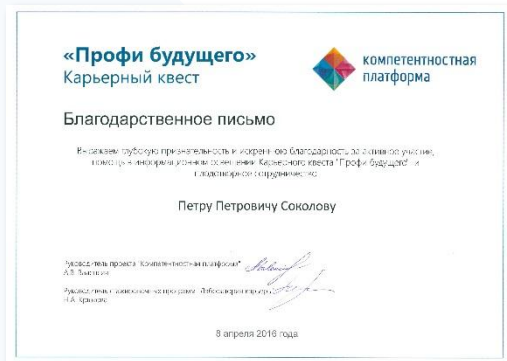 «Профи будущего»
Карьерный квест
компетентностная
платформа
Благодарственное письмо
Выражаем глубокую признательность и искреннюю благодарность за активное участие,
помощь в информационном освещении Карьерного квеста "Профи будущего" и
плодотворное сотрудничество
Петру Петровичу Соколову
Руководитель проекта "Компетентностная платформа"
А.В.
Руководитель
Н.А.
8 апреля 2016 года